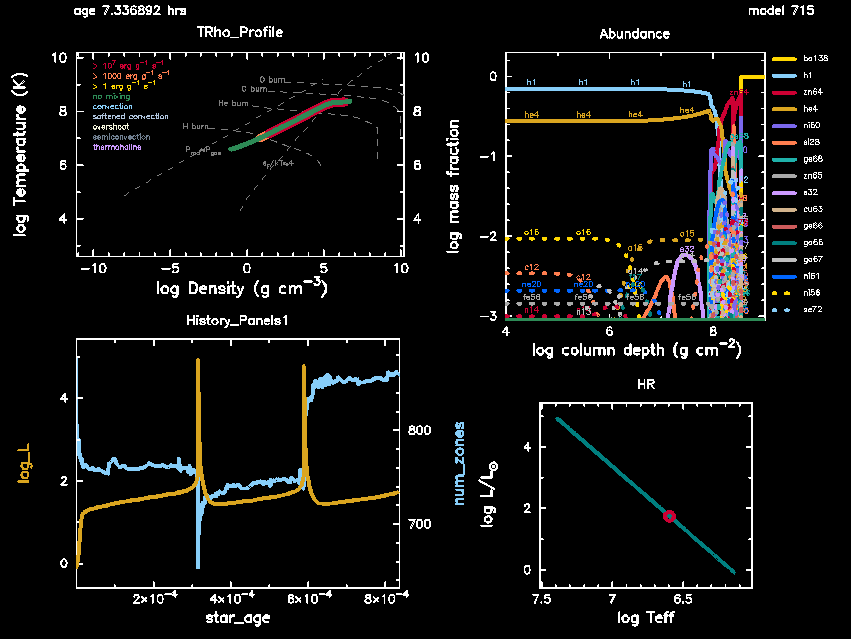 age 7.336892 hrs
model 715
TRho_Profile
> 10⁷ erg g⁻¹ s⁻¹
> 1000 erg g⁻¹ s⁻¹
> 1 erg g⁻¹ s⁻¹
no mixing
convection
softened convection
overshoot
semiconvection
thermohaline
O burn
C burn
He burn
H burn
10
8
6
4
10
8
6
4
log Temperature (K)
−10
−5
0
5
10
log Density (g cm⁻³)
Abundance
h1
h1
h1
h1
he4
he4
he4
he4
o16
o16
c12
c12
ne20
ne20
fe56
fe56
fe56
fe56
n14
n13
o15
o15
s32
0
−1
−2
−3
log mass fraction
4
6
8
log column depth (g cm⁻²)
ba138
h1
zn64
he4
ni60
si28
ge68
zn65
s32
cu63
ge66
ge67
ni56
se72
History_Panels1
4
2
0
log_L
800
700
num_zones
2×10⁻⁴
4×10⁻⁴
6×10⁻⁴
8×10⁻⁴
star_age
HR
4
2
0
log L/L☉
7.5
7
6.5
log Teff